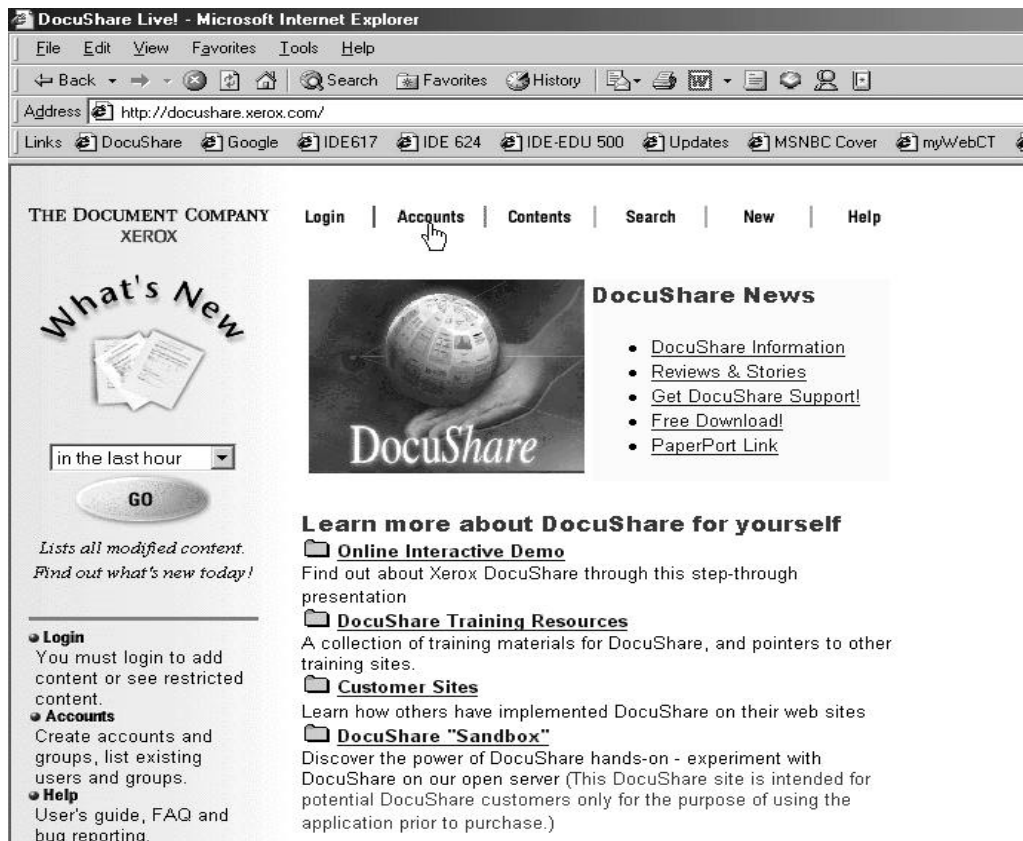 DocuShare Live! - Microsoft Internet Explorer
File Edit View Favorites Tools Help
Back Search Favorites History
Address http://docushare.xerox.com/
Links DocuShare Google IDE617 IDE 624 IDE-EDU 500 Updates MSNBC Cover myWebCT
THE DOCUMENT COMPANY
XEROX
Login | Accounts | Contents | Search | New | Help
What's New
in the last hour
GO
Lists all modified content.
Find out what's new today!
Login
You must login to add
content or see restricted
content.
Accounts
Create accounts and
groups, list existing
users and groups.
Help
User's guide, FAQ and
bug reporting.
DocuShare
DocuShare News
• DocuShare Information
• Reviews & Stories
• Get DocuShare Support!
• Free Download!
• PaperPort Link
Learn more about DocuShare for yourself
Online Interactive Demo
Find out about Xerox DocuShare through this step-through
presentation
DocuShare Training Resources
A collection of training materials for DocuShare, and pointers to other
training sites.
Customer Sites
Learn how others have implemented DocuShare on their web sites
DocuShare "Sandbox"
Discover the power of DocuShare hands-on - experiment with
DocuShare on our open server (This DocuShare site is intended for
potential DocuShare customers only for the purpose of using the
application prior to purchase.)